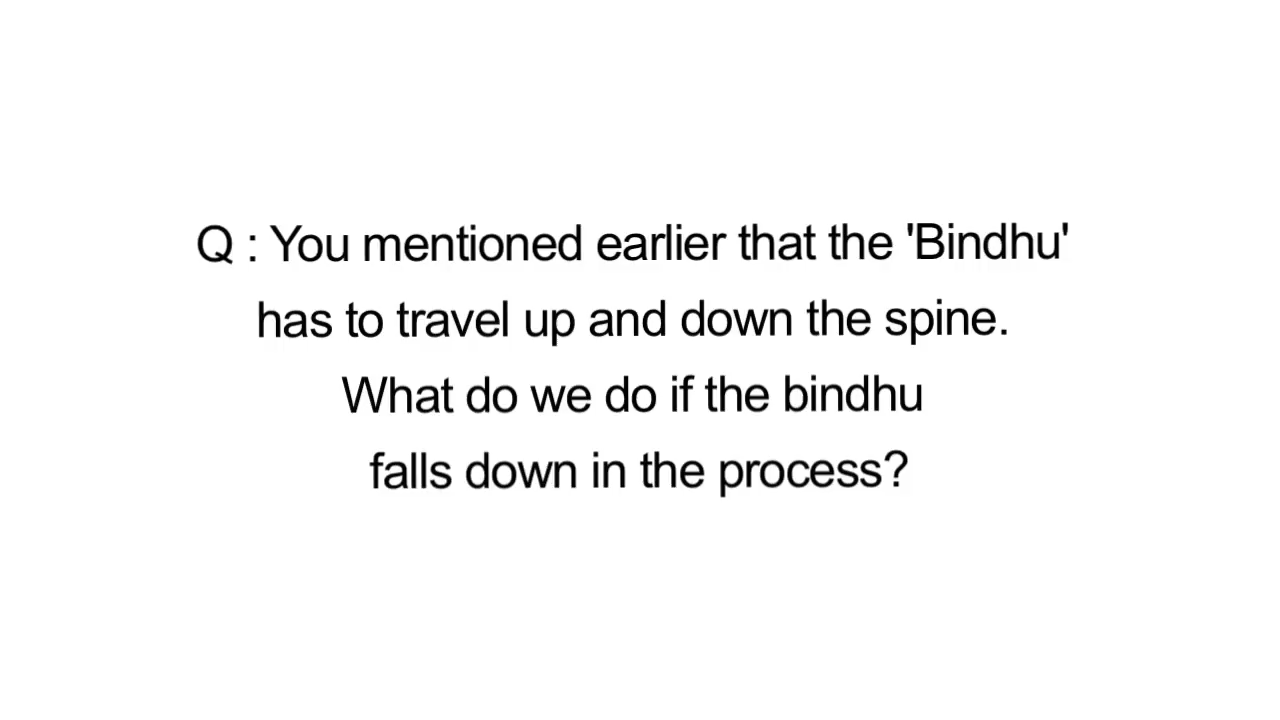 Q : You mentioned earlier that the 'Bindhu'
has to travel up and down the spine.
What do we do if the bindhu
falls down in the process?